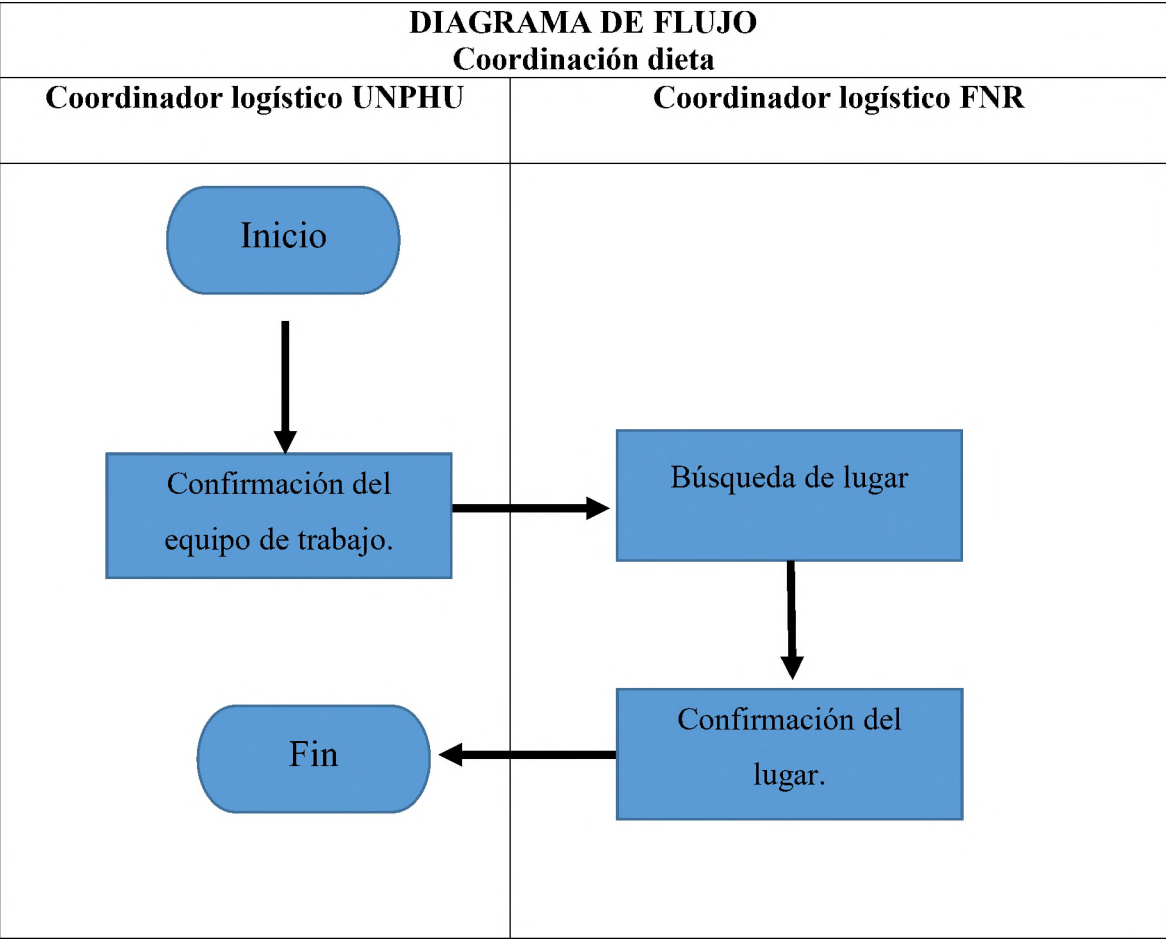 DIAGRAMA DE FLUJO
Coordinación dieta
Coordinador logístico UNPHU
Coordinador logístico FNR
Inicio
Confirmación del
equipo de trabajo.
Búsqueda de lugar
Confirmación del
lugar.
Fin